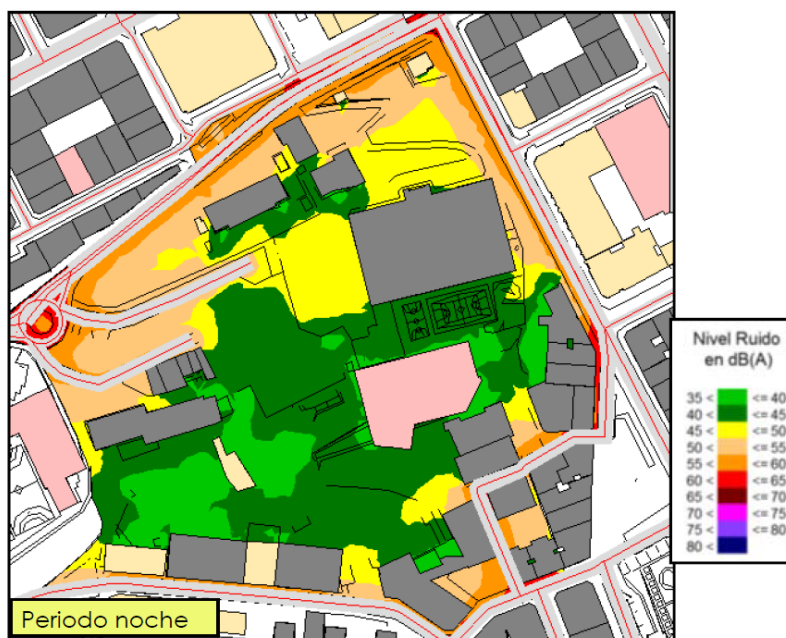 Nivel Ruido
en dB(A)
35 < <= 40
40 < <= 45
45 < <= 50
50 < <= 55
55 < <= 60
60 < <= 65
65 < <= 70
70 < <= 75
75 < <= 80
80 <
Periodo noche